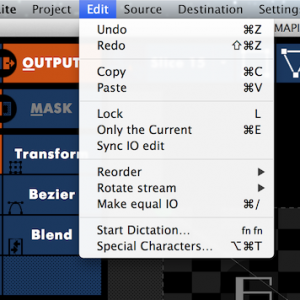 ite Project Edit Source Destination Setting
MAPI
OUTPU
MASK
Transform
Bezier
Blend
Undo ⌘Z
Redo ⇧⌘Z
Copy ⌘C
Paste ⌘V
Lock L
Only the Current ⌘E
Sync IO edit
Reorder ▶
Rotate stream ▶
Make equal IO ⌘/
Start Dictation... fn fn
Special Characters... ⌥⌘T